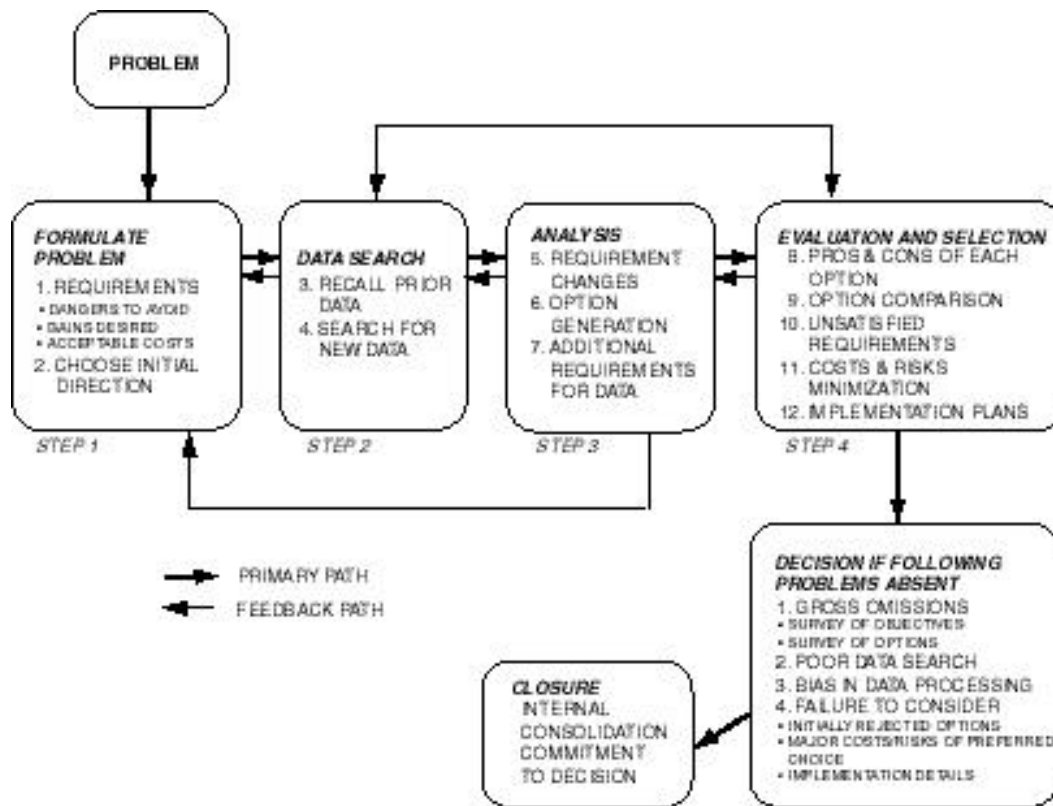 PROBLEM
FORMULATE
PROBLEM
1. REQUIREMENTS
• DANGERS TO AVOID
• GAINS DESIRED
• ACCEPTABLE COSTS
2. CHOOSE INITIAL
DIRECTION
STEP 1
DATA SEARCH
3. RECALL PRIOR
DATA
4. SEARCH FOR
NEW DATA
STEP 2
ANALYSIS
5. REQUIREMENT
CHANGES
6. OPTION
GENERATION
7. ADDITIONAL
REQUIREMENTS
FOR DATA
STEP 3
EVALUATION AND SELECTION
8. PROS & CONS OF EACH
OPTION
9. OPTION COMPARISON
10. UNSATISFIED
REQUIREMENTS
11. COSTS & RISKS
MINIMIZATION
12. IMPLEMENTATION PLANS
STEP 4
PRIMARY PATH
FEEDBACK PATH
DECISION IF FOLLOWING
PROBLEMS ABSENT
1. GROSS OMISSIONS
• SURVEY OF OBJECTIVES
• SURVEY OF OPTIONS
2. POOR DATA SEARCH
3. BIAS IN DATA PROCESSING
4. FAILURE TO CONSIDER
• INITIALLY REJECTED OPTIONS
• MAJOR COSTS/RISKS OF PREFERRED
CHOICE
• IMPLEMENTATION DETAILS
CLOSURE
INTERNAL
CONSOLIDATION
COMMITMENT
TO DECISION